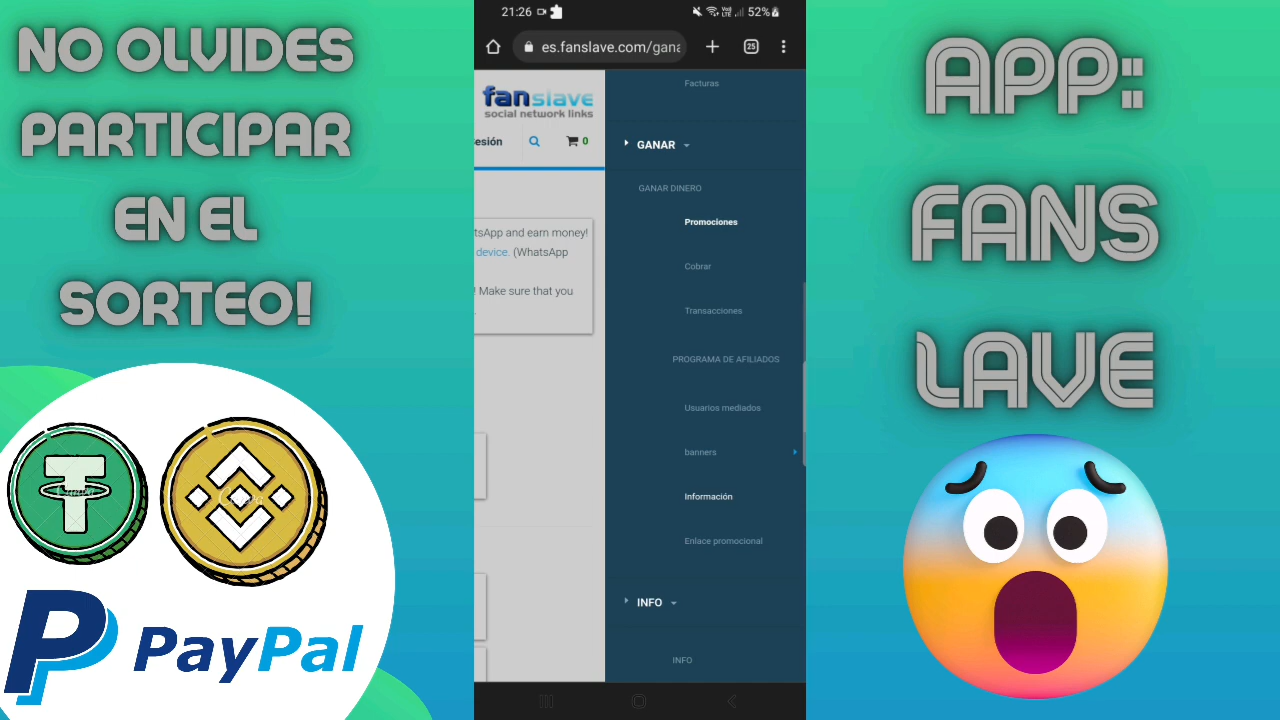 NO OLVIDES
PARTICIPAR
EN EL
SORTEO!
PayPal
21:26
52%
25
es.fanslave.com/gana
fanslave
social network links
esión
0
tsApp and earn money!
device. (WhatsApp
! Make sure that you
Facturas
GANAR
GANAR DINERO
Promociones
Cobrar
Transacciones
PROGRAMA DE AFILIADOS
Usuarios mediados
banners
Información
Enlace promocional
INFO
INFO
APP:
FANS
LAVE